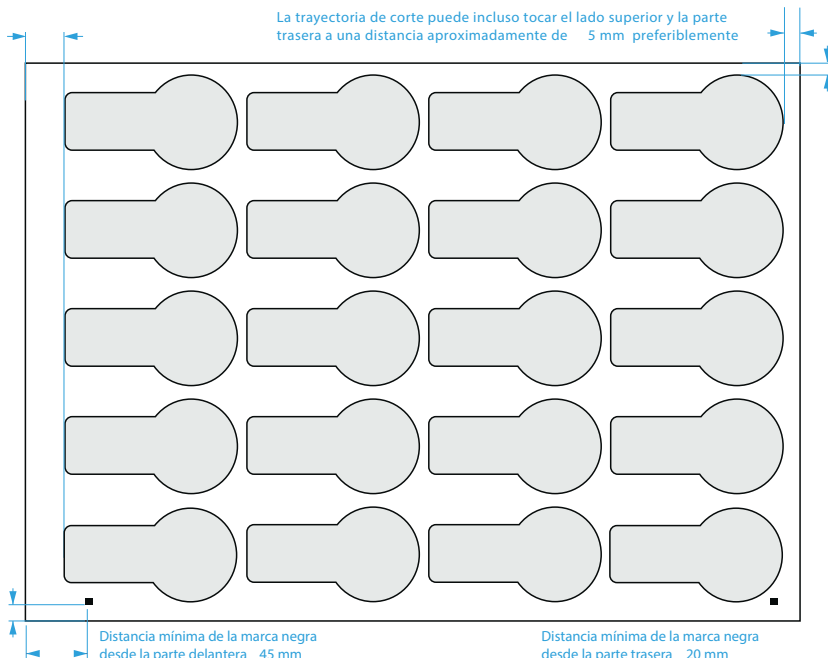 La trayectoria de corte puede incluso tocar el lado superior y la parte
trasera a una distancia aproximadamente de 5 mm preferiblemente
Distancia mínima de la marca negra
desde la parte delantera 45 mm
Distancia mínima de la marca negra
desde la parte trasera 20 mm